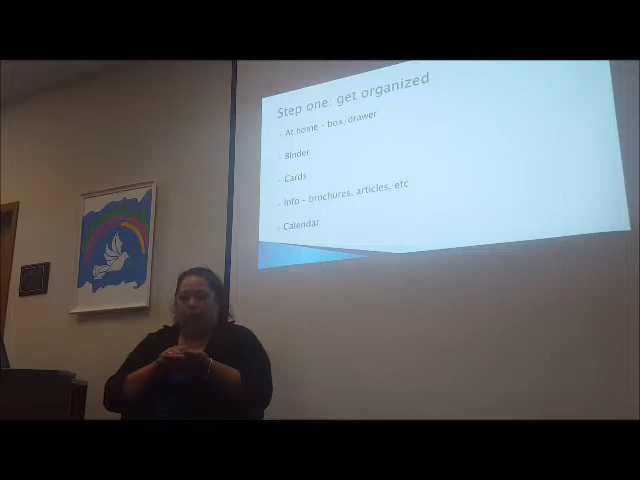 Step one: get organized
At home - box/drawer
Binder
Cards
Info - brochures, articles, etc
Calendar